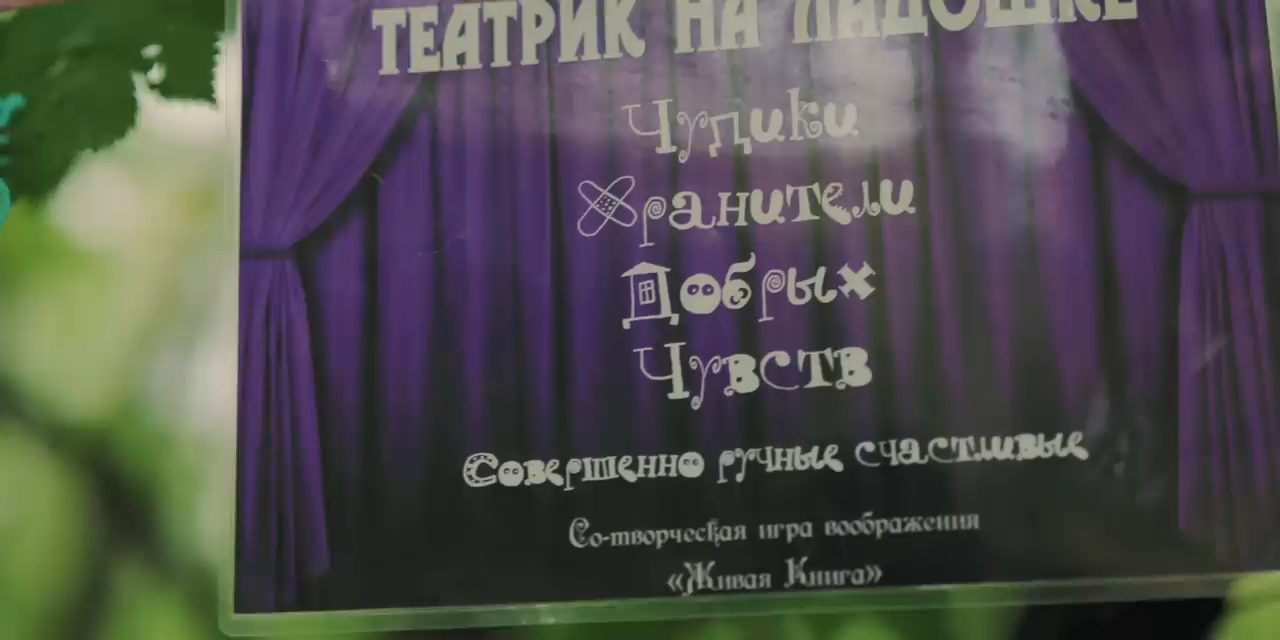 ТЕАТРИК НА ЛАДОШКЕ
Чудики
Хранители
Добрых
Чувств
Совершенно ручные счастливые
Со-творческая игра воображения
«Живая Книга»